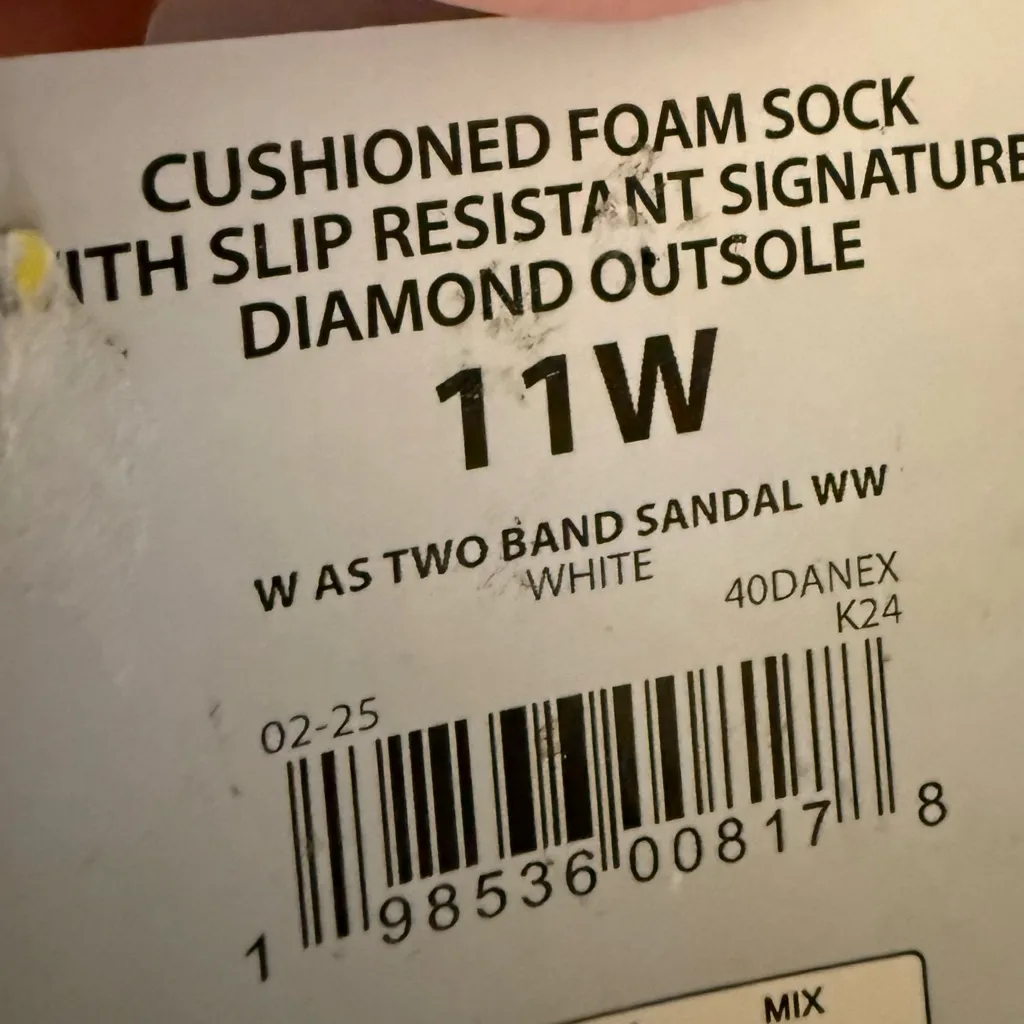 CUSHIONED FOAM SOCK
WITH SLIP RESISTANT SIGNATURE
DIAMOND OUTSOLE
11W
W AS TWO BAND SANDAL WW
WHITE
40DANEX
K24
02-25
1 98536 00817 8
MIX